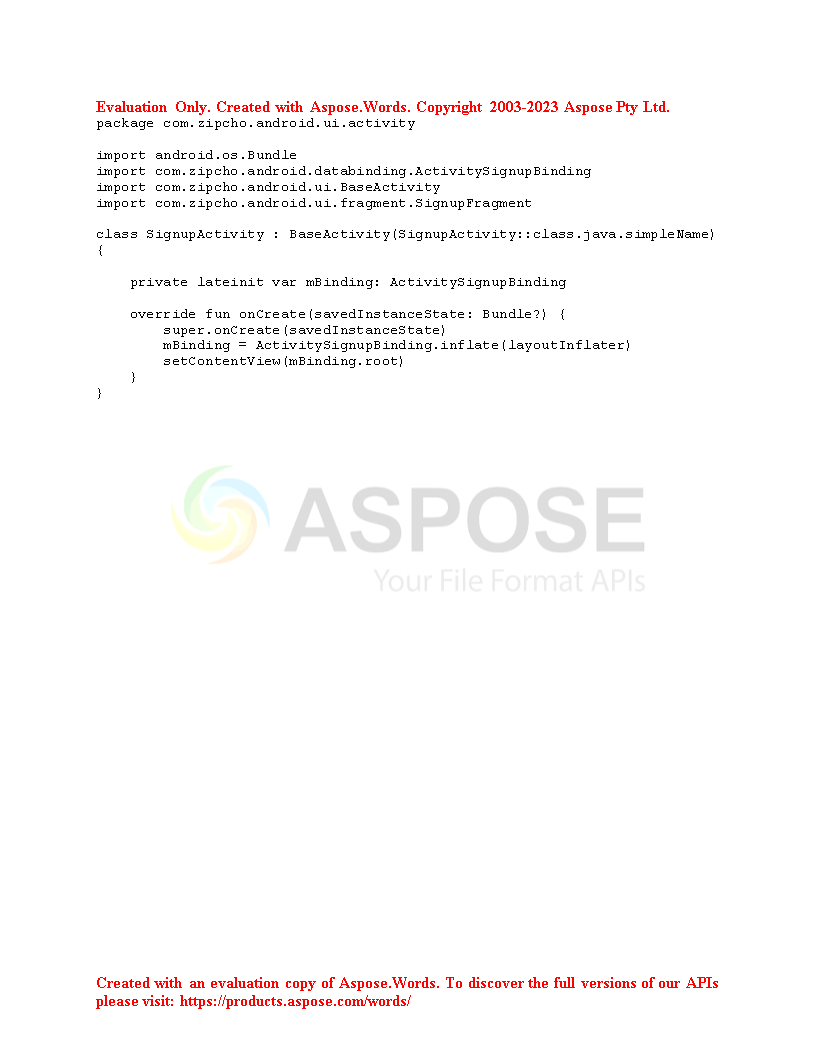 Evaluation Only. Created with Aspose.Words. Copyright 2003-2023 Aspose Pty Ltd.
package com.zipcho.android.ui.activity

import android.os.Bundle
import com.zipcho.android.databinding.ActivitySignupBinding
import com.zipcho.android.ui.BaseActivity
import com.zipcho.android.ui.fragment.SignupFragment

class SignupActivity : BaseActivity(SignupActivity::class.java.simpleName)
{

    private lateinit var mBinding: ActivitySignupBinding

    override fun onCreate(savedInstanceState: Bundle?) {
        super.onCreate(savedInstanceState)
        mBinding = ActivitySignupBinding.inflate(layoutInflater)
        setContentView(mBinding.root)
    }
}
ASPOSE
Your File Format APIs
Created with an evaluation copy of Aspose.Words. To discover the full versions of our APIs
please visit: https://products.aspose.com/words/